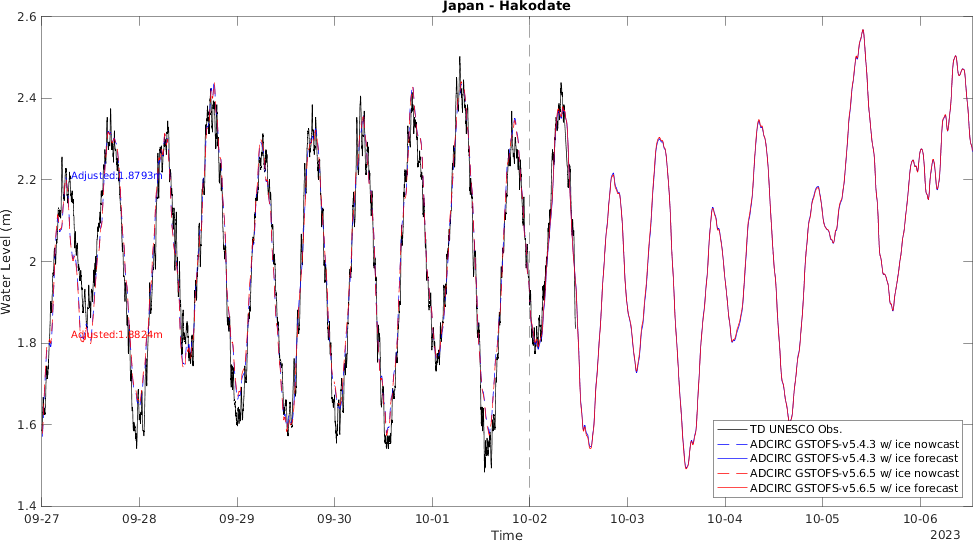 Japan - Hakodate
2.6
2.4
2.2
2
1.8
1.6
1.4
Water Level (m)
Adjusted:1.8793m
Adjusted:1.8824m
TD UNESCO Obs.
ADCIRC GSTOFS-v5.4.3 w/ ice nowcast
ADCIRC GSTOFS-v5.4.3 w/ ice forecast
ADCIRC GSTOFS-v5.6.5 w/ ice nowcast
ADCIRC GSTOFS-v5.6.5 w/ ice forecast
09-27 09-28 09-29 09-30 10-01 10-02 10-03 10-04 10-05 10-06
Time
2023